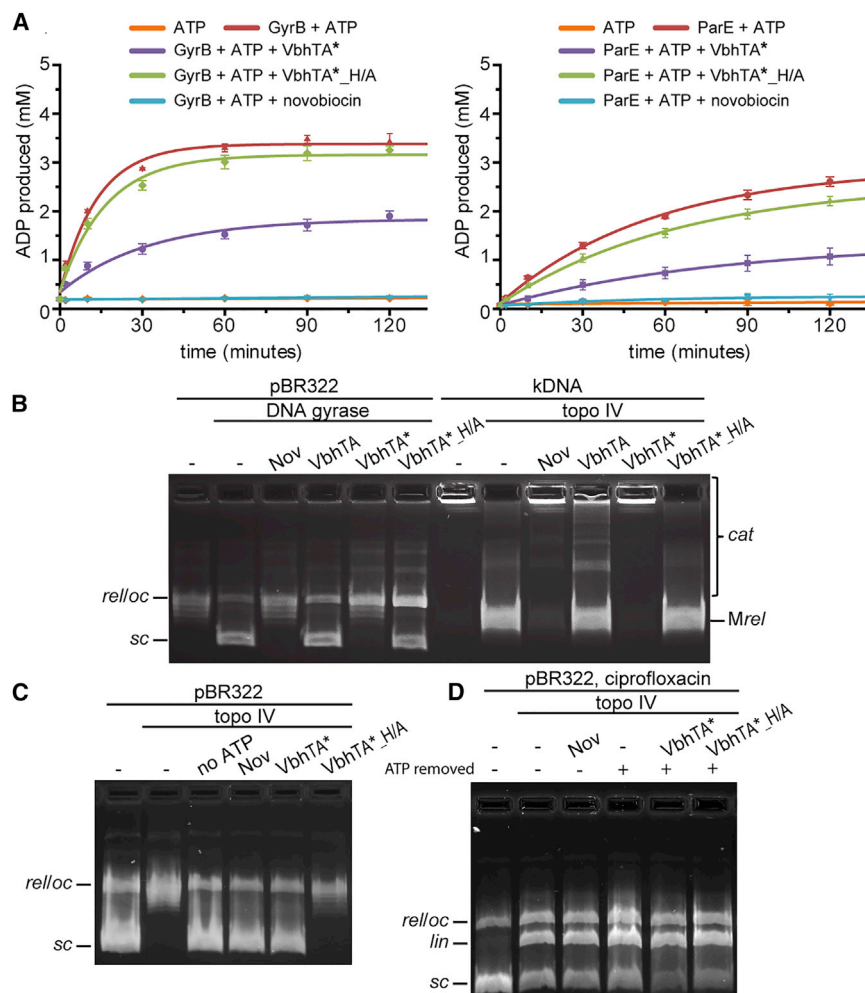 A
ATP GyrB + ATP
GyrB + ATP + VbhTA*
GyrB + ATP + VbhTA*_H/A
GyrB + ATP + novobiocin
ADP produced (mM)
5
4
3
2
1
0
0 30 60 90 120
time (minutes)
ATP ParE + ATP
ParE + ATP + VbhTA*
ParE + ATP + VbhTA*_H/A
ParE + ATP + novobiocin
ADP produced (mM)
5
4
3
2
1
0
0 30 60 90 120
time (minutes)
B
pBR322 kDNA
DNA gyrase topo IV
- - Nov VbhTA VbhTA* VbhTA*_H/A - - Nov VbhTA VbhTA* VbhTA*_H/A
cat
rel/oc
Mrel
sc
C
pBR322
topo IV
- - no ATP Nov VbhTA* VbhTA*_H/A
rel/oc
sc
D
pBR322, ciprofloxacin
topo IV
- - Nov - VbhTA* VbhTA*_H/A
ATP removed - - - + + +
rel/oc
lin
sc